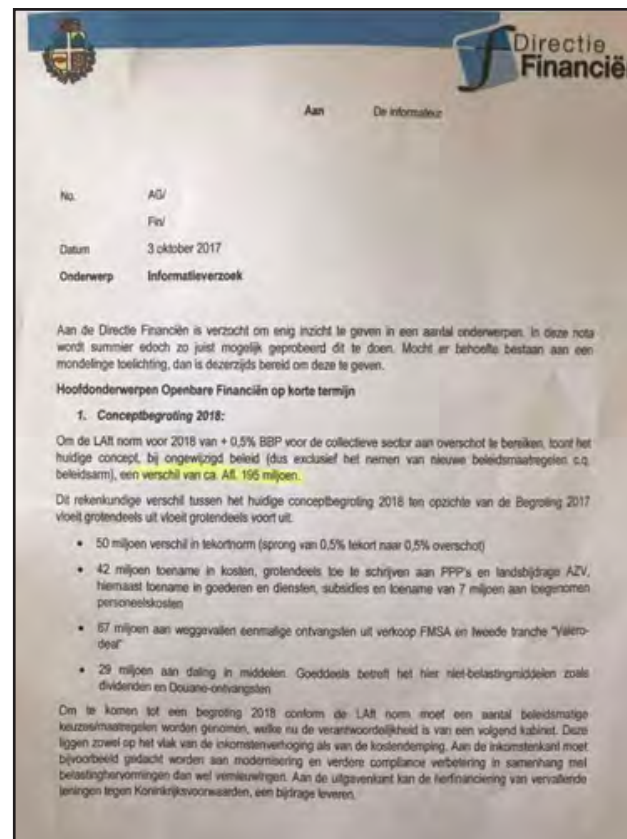 Directie
Financië
Aan De informateur
No. AG/
Fin/
Datum 3 oktober 2017
Onderwerp Informatieverzoek
Aan de Directie Financiën is verzocht om enig inzicht te geven in een aantal onderwerpen. In deze nota
wordt summier edoch zo juist mogelijk geprobeerd dit te doen. Mocht er behoefte bestaan aan een
mondelinge toelichting, dan is dezerzijds bereid om deze te geven.
Hoofdonderwerpen Openbare Financiën op korte termijn
1. Conceptbegroting 2018:
Om de LAft norm voor 2018 van + 0,5% BBP voor de collectieve sector aan overschot te bereiken, toont het
huidige concept, bij ongewijzigd beleid (dus exclusief het nemen van nieuwe beleidsmaatregelen c.q.
beleidsarm), een verschil van ca. Afl. 195 miljoen.
Dit rekenkundige verschil tussen het huidige conceptbegroting 2018 ten opzichte van de Begroting 2017
vloeit grotendeels uit vloeit grotendeels voort uit:
• 50 miljoen verschil in tekortnorm (sprong van 0,5% tekort naar 0,5% overschot)
• 42 miljoen toename in kosten, grotendeels toe te schrijven aan PPP's en landsbijdrage AZV,
hiernaast toename in goederen en diensten, subsidies en toename van 7 miljoen aan toegenomen
personeelskosten
• 67 miljoen aan weggevallen eenmalige ontvangsten uit verkoop FMSA en tweede tranche "Valero-
deal"
• 29 miljoen aan daling in middelen. Goeddeels betreft het hier niet-belastingmiddelen zoals
dividenden en Douane-ontvangsten
Om te komen tot een begroting 2018 conform de LAft norm moet een aantal beleidsmatige
keuzes/maatregelen worden genomen, welke nu de verantwoordelijkheid is van een volgend kabinet. Deze
liggen zowel op het vlak van de inkomstenverhoging als van de kostendemping. Aan de inkomstenkant moet
bijvoorbeeld gedacht worden aan modernisering en verdere compliance verbetering in samenhang met
belastinghervormingen dan wel vernieuwingen. Aan de uitgavenkant kan de herfinanciering van vervallende
leningen tegen Koninkrijksvoorwaarden, een bijdrage leveren.